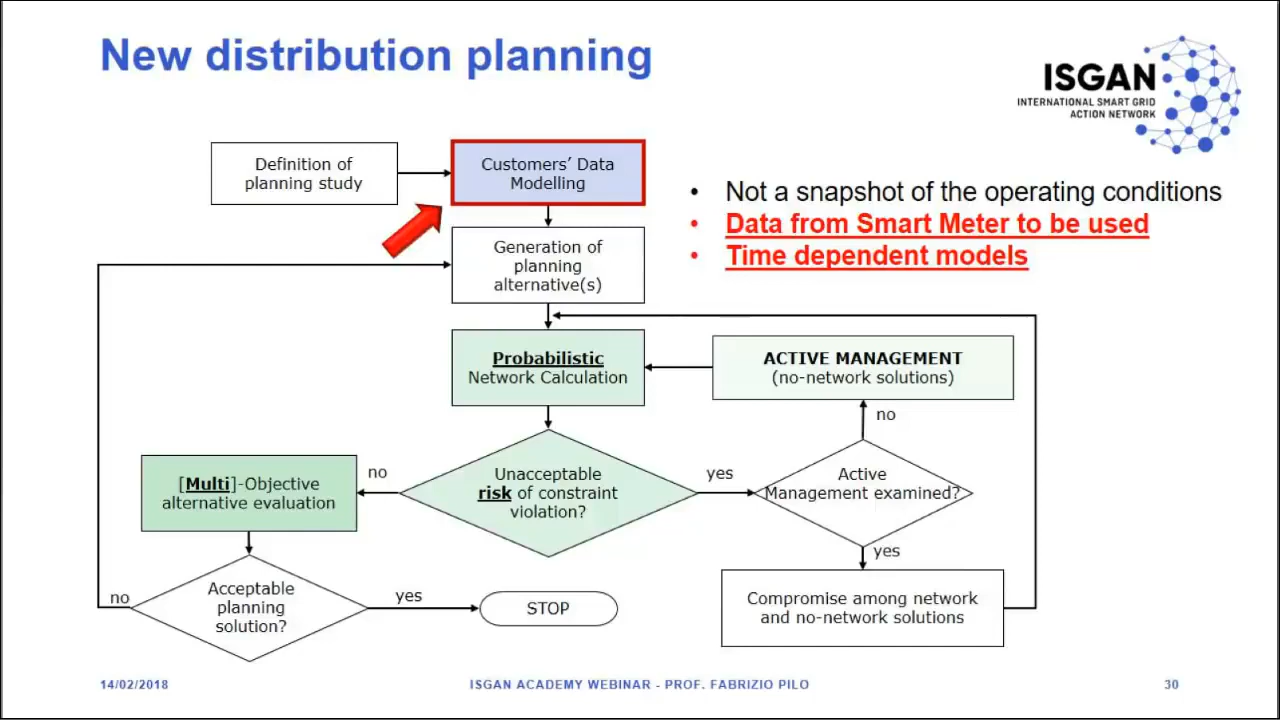 New distribution planning
ISGAN
INTERNATIONAL SMART GRID
ACTION NETWORK
Definition of
planning study
Customers’ Data
Modelling
• Not a snapshot of the operating conditions
• Data from Smart Meter to be used
• Time dependent models
Generation of
planning
alternative(s)
Probabilistic
Network Calculation
ACTIVE MANAGEMENT
(no-network solutions)
no
Unacceptable
risk of constraint
violation?
no
yes
Active
Management examined?
[Multi]-Objective
alternative evaluation
yes
Acceptable
planning
solution?
no
yes
STOP
Compromise among network
and no-network solutions
14/02/2018
ISGAN ACADEMY WEBINAR - PROF. FABRIZIO PILO
30